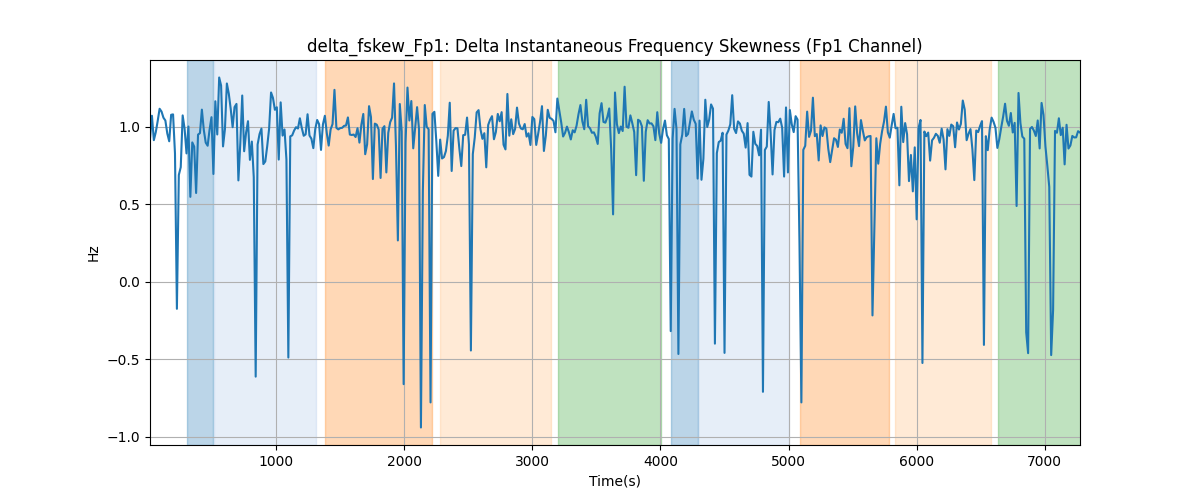 delta_fskew_Fp1: Delta Instantaneous Frequency Skewness (Fp1 Channel)
Hz
1.0
0.5
0.0
−0.5
−1.0
1000 2000 3000 4000 5000 6000 7000
Time(s)